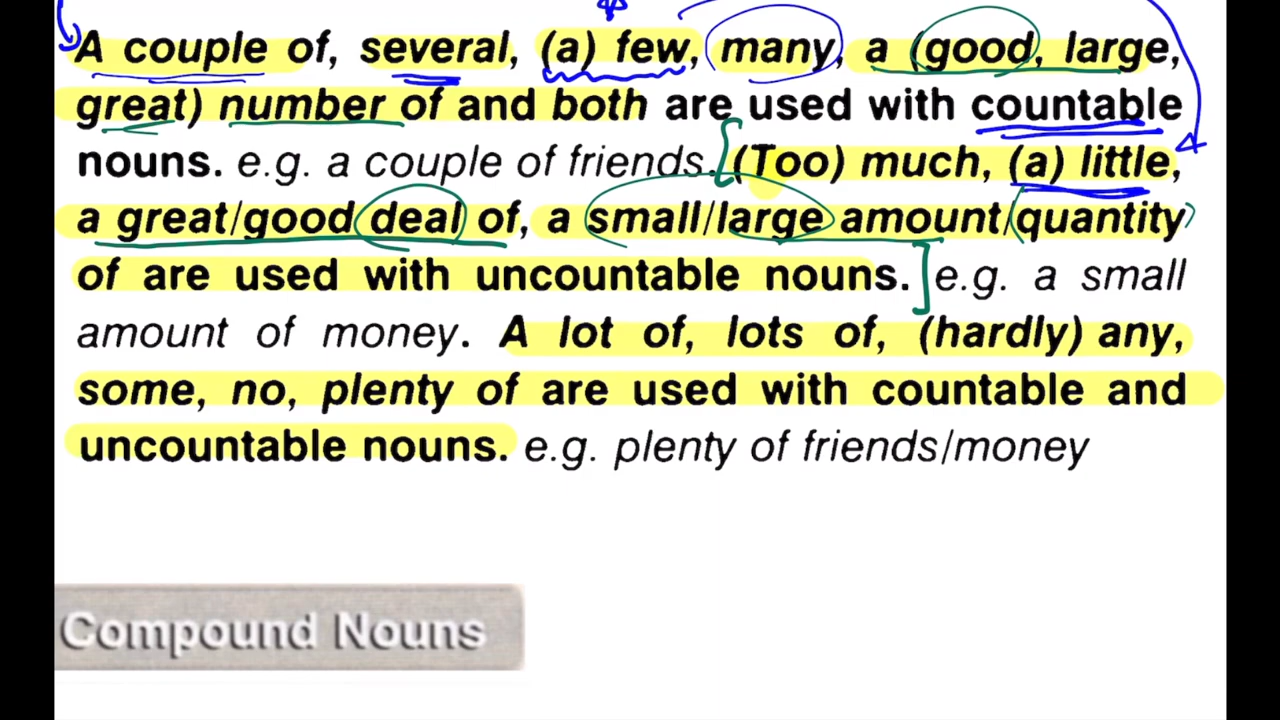 A couple of, several, (a) few, many, a (good, large,
great) number of and both are used with countable
nouns. e.g. a couple of friends. (Too) much, (a) little,
a great/good deal of, a small/large amount/quantity
of are used with uncountable nouns. e.g. a small
amount of money. A lot of, lots of, (hardly) any,
some, no, plenty of are used with countable and
uncountable nouns. e.g. plenty of friends/money
Compound Nouns